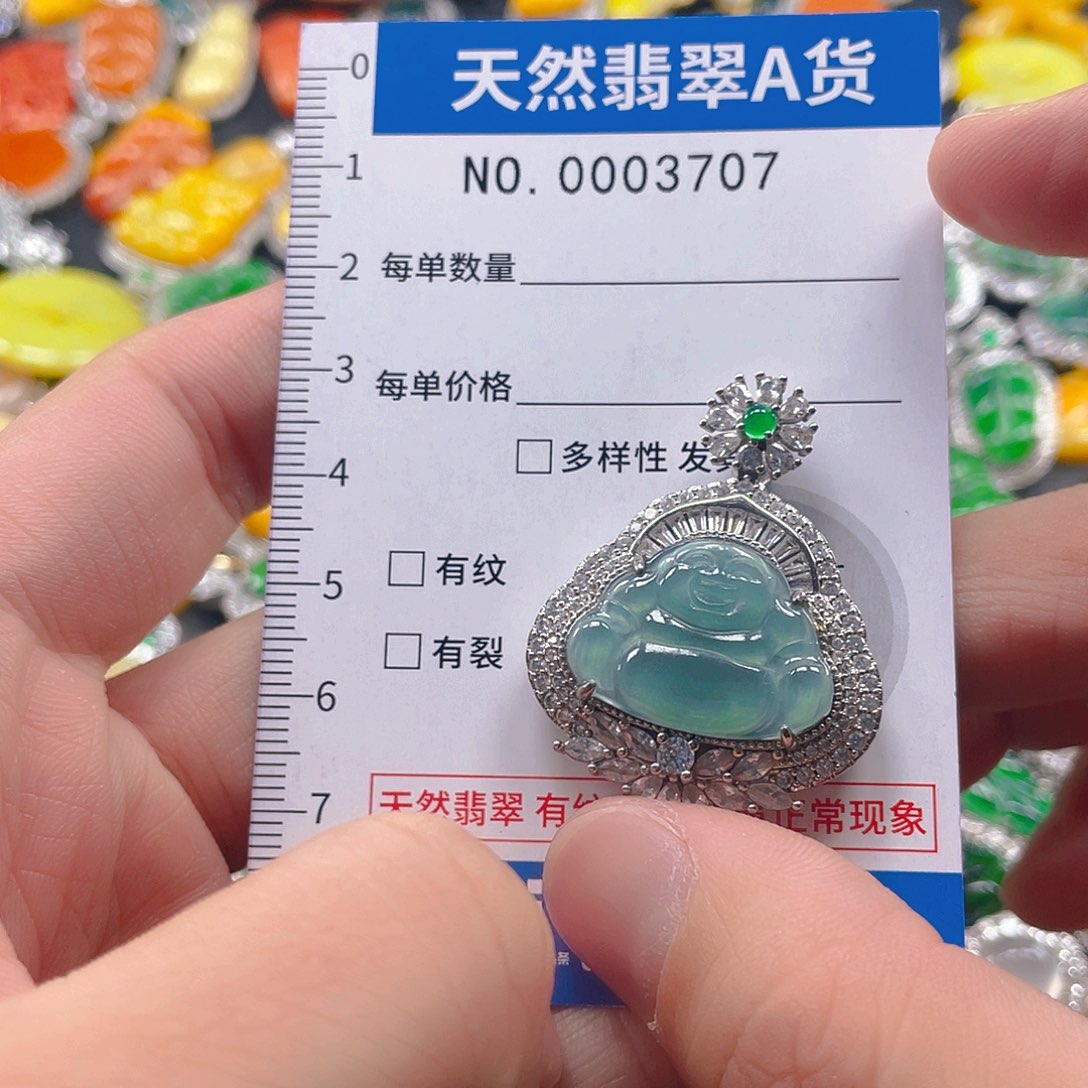 天然翡翠A货
0
NO. 0003707
1
2 每单数量
3 每单价格
多样性 发
4
5 有纹
有裂
6
7
天然翡翠 有 正常现象